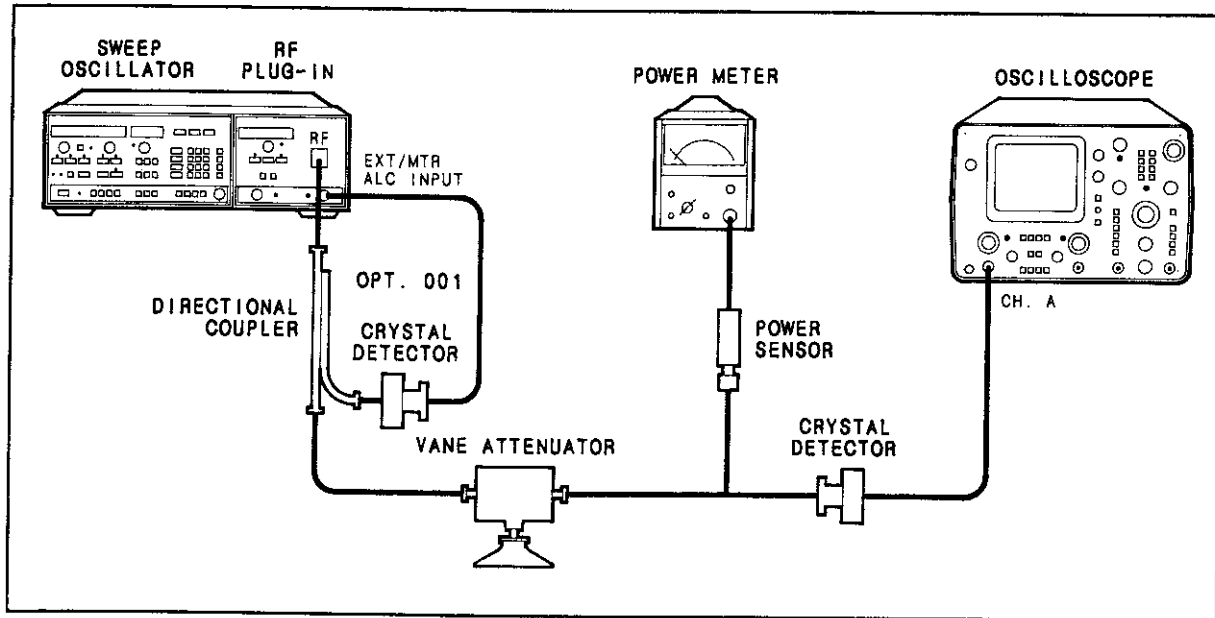 SWEEP
OSCILLATOR
RF
PLUG-IN
POWER METER
OSCILLOSCOPE
RF
EXT/MTR
ALC INPUT
OPT. 001
DIRECTIONAL
COUPLER
CRYSTAL
DETECTOR
POWER
SENSOR
CH. A
VANE ATTENUATOR
CRYSTAL
DETECTOR